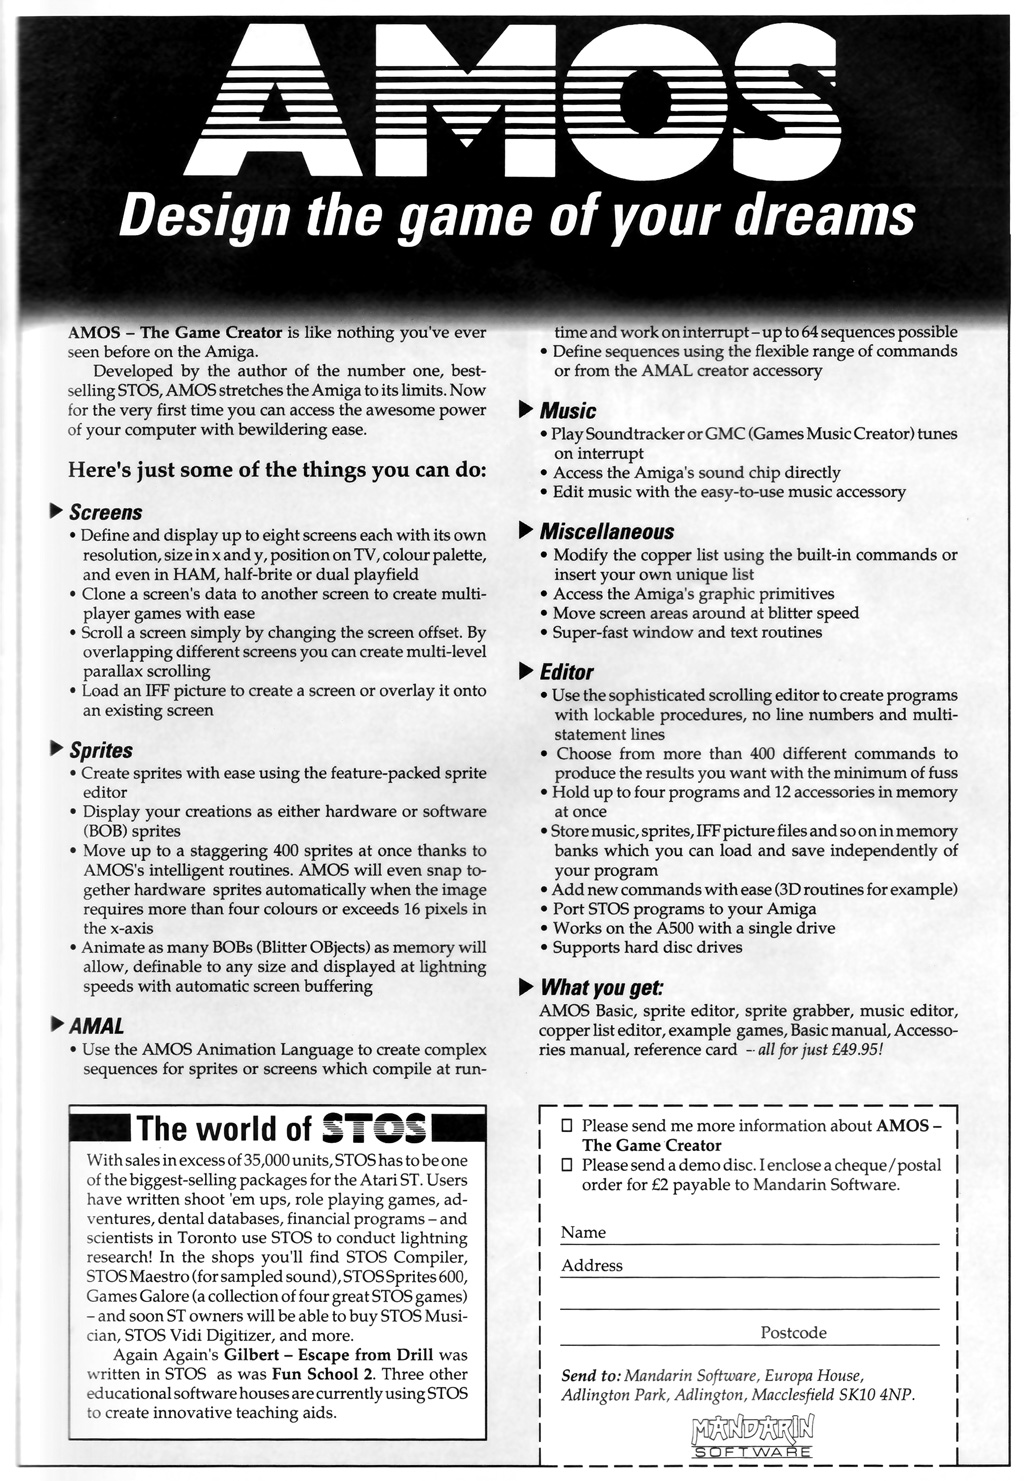 AMOS
Design the game of your dreams
AMOS – The Game Creator is like nothing you've ever
seen before on the Amiga.
Developed by the author of the number one, best-
selling STOS, AMOS stretches the Amiga to its limits. Now
for the very first time you can access the awesome power
of your computer with bewildering ease.
Here's just some of the things you can do:
▶ Screens
• Define and display up to eight screens each with its own
resolution, size in x and y, position on TV, colour palette,
and even in HAM, half-brite or dual playfield
• Clone a screen's data to another screen to create multi-
player games with ease
• Scroll a screen simply by changing the screen offset. By
overlapping different screens you can create multi-level
parallax scrolling
• Load an IFF picture to create a screen or overlay it onto
an existing screen
▶ Sprites
• Create sprites with ease using the feature-packed sprite
editor
• Display your creations as either hardware or software
(BOB) sprites
• Move up to a staggering 400 sprites at once thanks to
AMOS's intelligent routines. AMOS will even snap to-
gether hardware sprites automatically when the image
requires more than four colours or exceeds 16 pixels in
the x-axis
• Animate as many BOBs (Blitter OBjects) as memory will
allow, definable to any size and displayed at lightning
speeds with automatic screen buffering
▶ AMAL
• Use the AMOS Animation Language to create complex
sequences for sprites or screens which compile at run-
time and work on interrupt – up to 64 sequences possible
• Define sequences using the flexible range of commands
or from the AMAL creator accessory
▶ Music
• Play Soundtracker or GMC (Games Music Creator) tunes
on interrupt
• Access the Amiga's sound chip directly
• Edit music with the easy-to-use music accessory
▶ Miscellaneous
• Modify the copper list using the built-in commands or
insert your own unique list
• Access the Amiga's graphic primitives
• Move screen areas around at blitter speed
• Super-fast window and text routines
▶ Editor
• Use the sophisticated scrolling editor to create programs
with lockable procedures, no line numbers and multi-
statement lines
• Choose from more than 400 different commands to
produce the results you want with the minimum of fuss
• Hold up to four programs and 12 accessories in memory
at once
• Store music, sprites, IFF picture files and so on in memory
banks which you can load and save independently of
your program
• Add new commands with ease (3D routines for example)
• Port STOS programs to your Amiga
• Works on the A500 with a single drive
• Supports hard disc drives
▶ What you get:
AMOS Basic, sprite editor, sprite grabber, music editor,
copper list editor, example games, Basic manual, Accesso-
ries manual, reference card – all for just £49.95!
The world of STOS
With sales in excess of 35,000 units, STOS has to be one
of the biggest-selling packages for the Atari ST. Users
have written shoot 'em ups, role playing games, ad-
ventures, dental databases, financial programs – and
scientists in Toronto use STOS to conduct lightning
research! In the shops you'll find STOS Compiler,
STOS Maestro (for sampled sound), STOS Sprites 600,
Games Galore (a collection of four great STOS games)
– and soon ST owners will be able to buy STOS Musi-
cian, STOS Vidi Digitizer, and more.
Again Again's Gilbert – Escape from Drill was
written in STOS as was Fun School 2. Three other
educational software houses are currently using STOS
to create innovative teaching aids.
☐ Please send me more information about AMOS –
The Game Creator
☐ Please send a demo disc. I enclose a cheque/postal
order for £2 payable to Mandarin Software.
Name
Address
Postcode
Send to: Mandarin Software, Europa House,
Adlington Park, Adlington, Macclesfield SK10 4NP.
MANDARIN
SOFTWARE